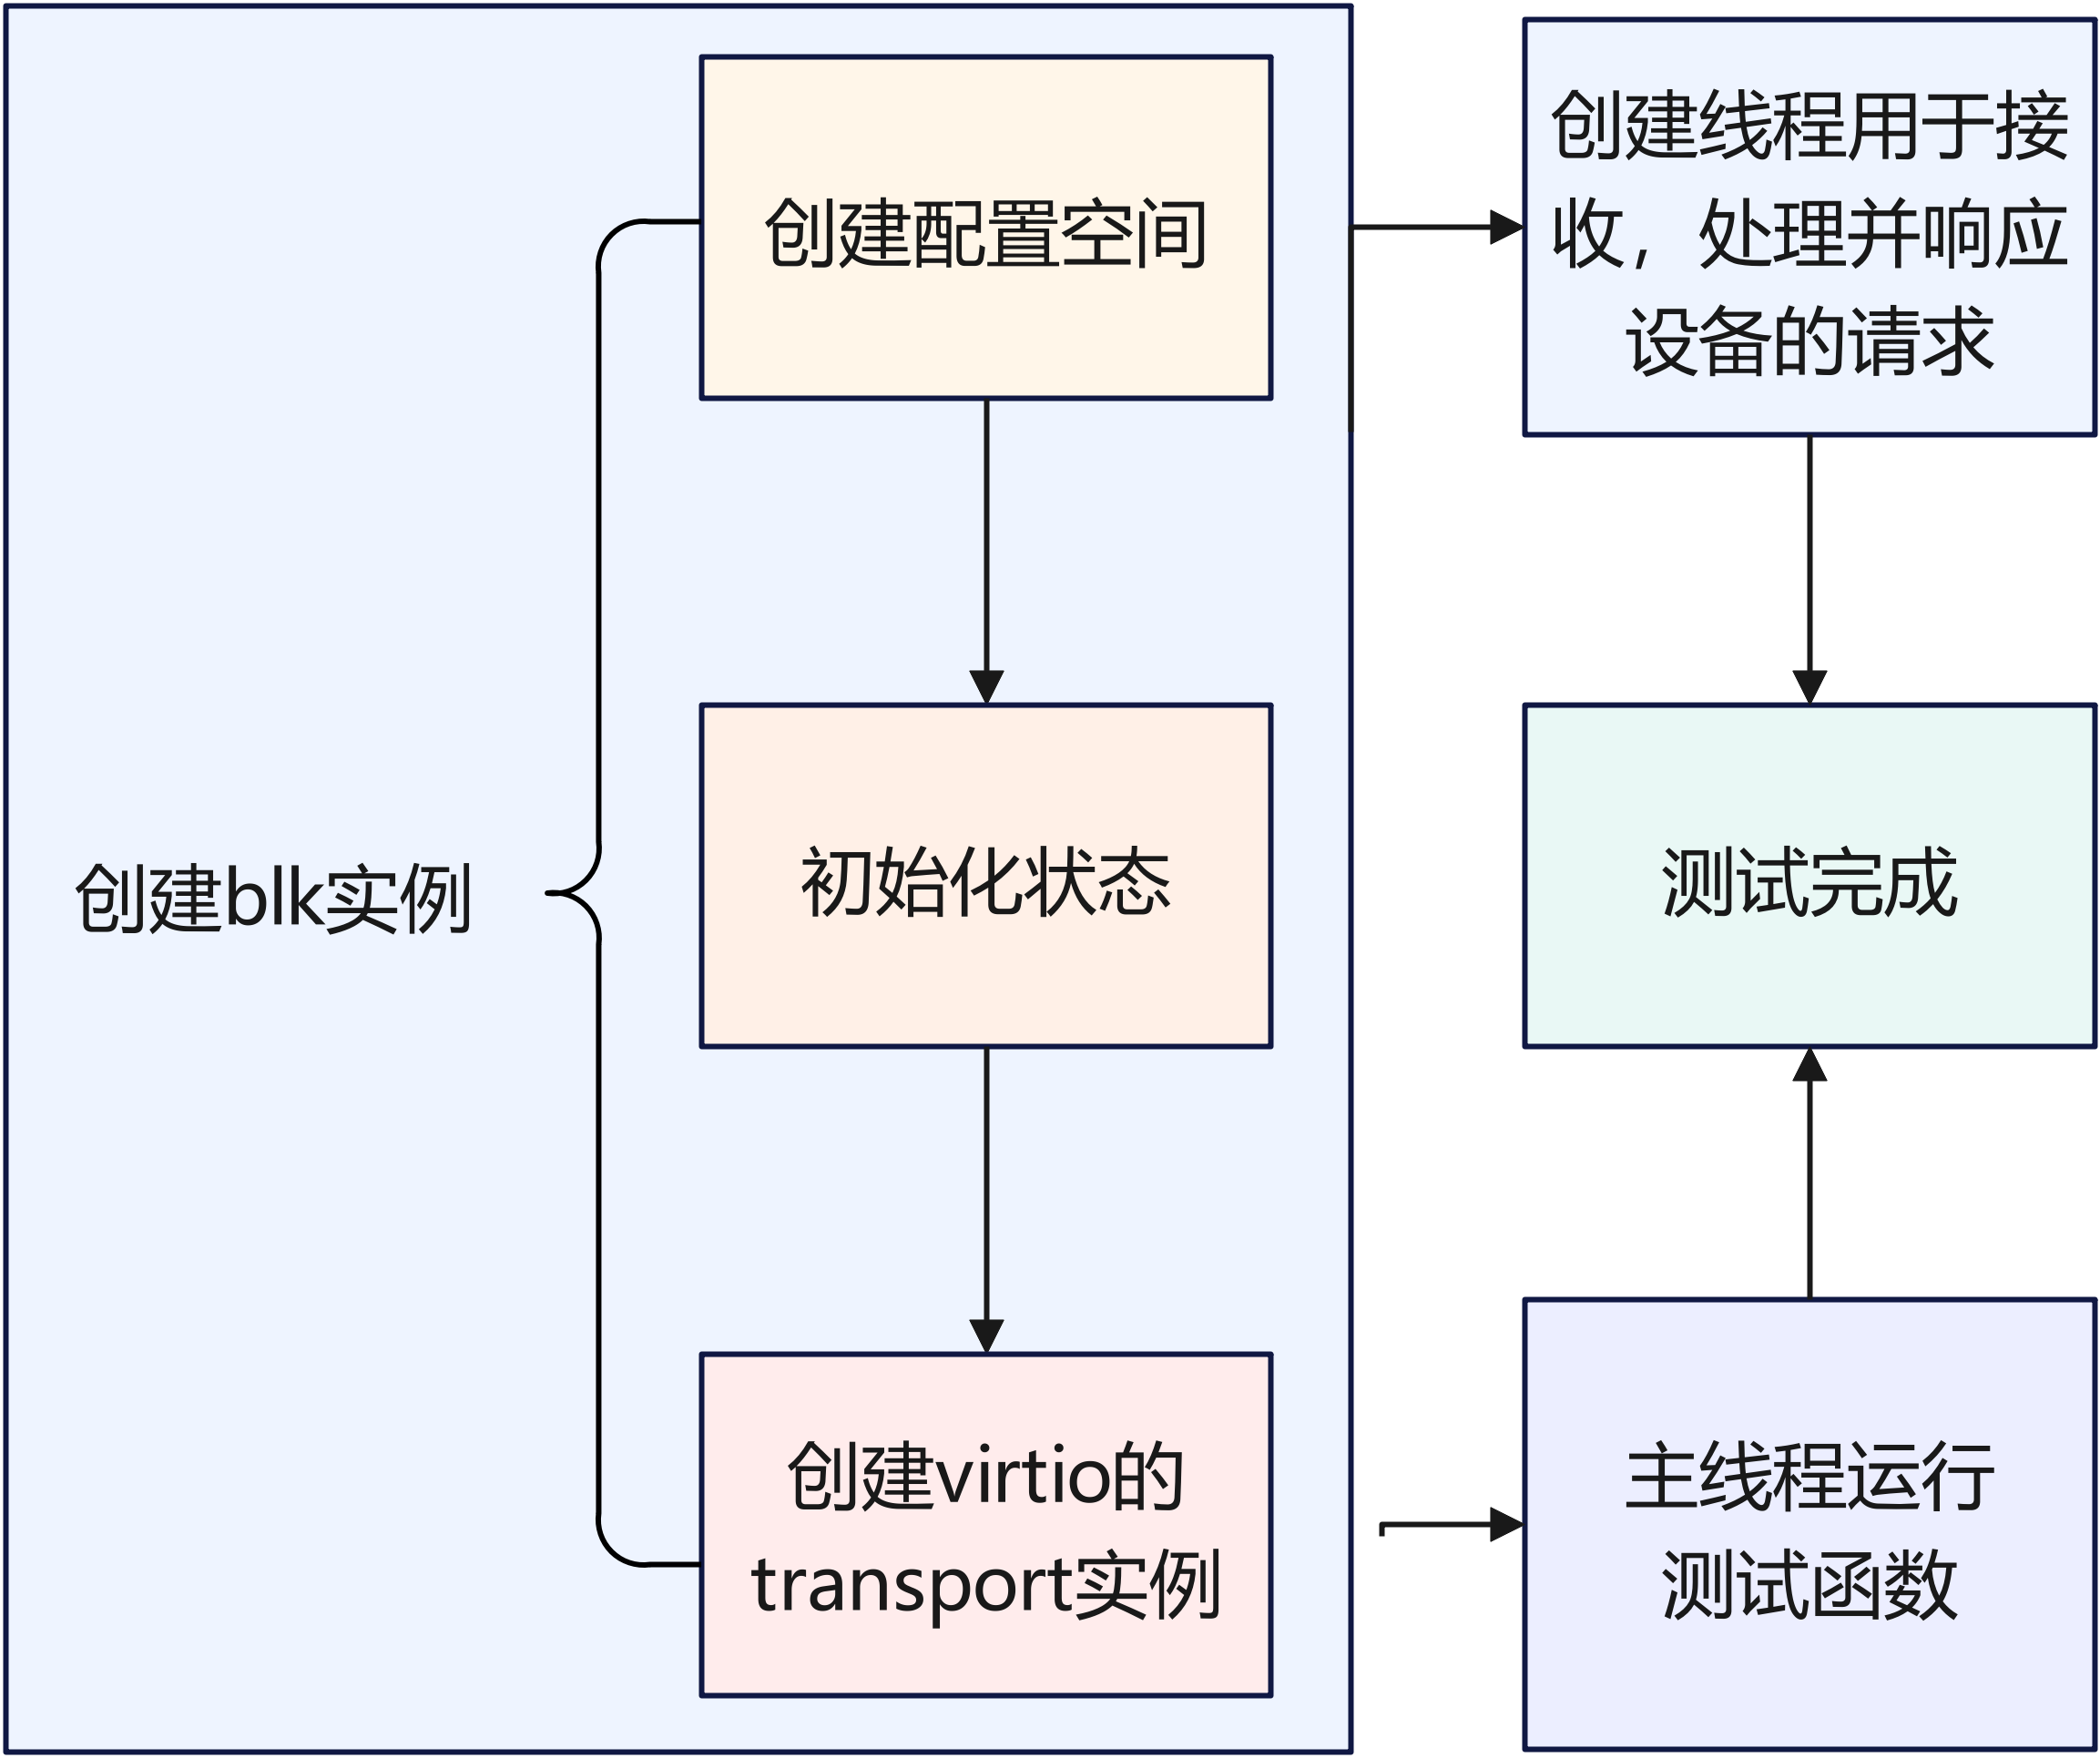 创建blk实例
创建配置空间
初始化状态
创建virtio的
transport实例
创建线程用于接
收，处理并响应
设备的请求
测试完成
主线程运行
测试函数